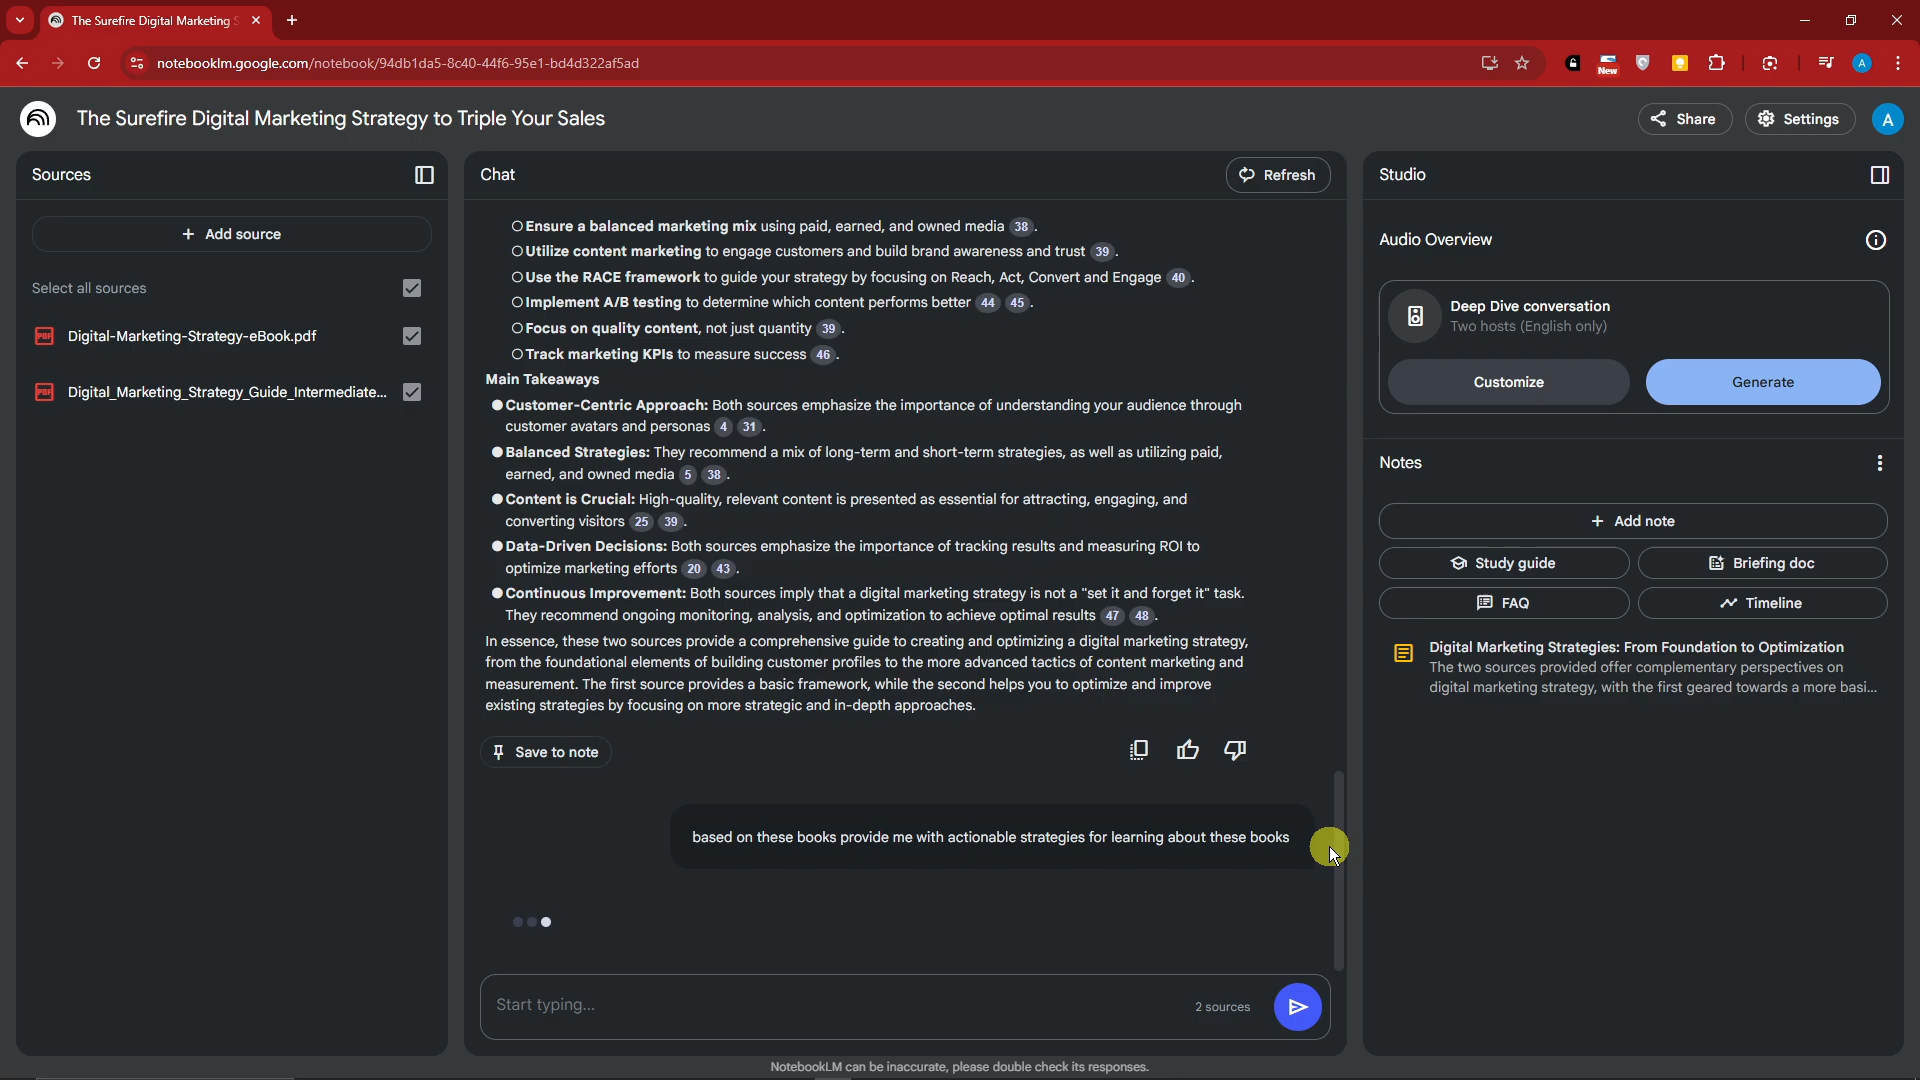 The Surefire Digital Marketing S
notebooklm.google.com/notebook/94db1da5-8c40-44f6-95e1-bd4d322af5ad
New
A
The Surefire Digital Marketing Strategy to Triple Your Sales
Share
Settings
A
Sources
Add source
Select all sources
PDF Digital-Marketing-Strategy-eBook.pdf
PDF Digital_Marketing_Strategy_Guide_Intermediate...
Chat
Refresh
Ensure a balanced marketing mix using paid, earned, and owned media 38.
Utilize content marketing to engage customers and build brand awareness and trust 39.
Use the RACE framework to guide your strategy by focusing on Reach, Act, Convert and Engage 40.
Implement A/B testing to determine which content performs better 44 45.
Focus on quality content, not just quantity 39.
Track marketing KPIs to measure success 46.
Main Takeaways
Customer-Centric Approach: Both sources emphasize the importance of understanding your audience through
customer avatars and personas 4 31.
Balanced Strategies: They recommend a mix of long-term and short-term strategies, as well as utilizing paid,
earned, and owned media 5 38.
Content is Crucial: High-quality, relevant content is presented as essential for attracting, engaging, and
converting visitors 25 39.
Data-Driven Decisions: Both sources emphasize the importance of tracking results and measuring ROI to
optimize marketing efforts 20 43.
Continuous Improvement: Both sources imply that a digital marketing strategy is not a "set it and forget it" task.
They recommend ongoing monitoring, analysis, and optimization to achieve optimal results 47 48.
In essence, these two sources provide a comprehensive guide to creating and optimizing a digital marketing strategy,
from the foundational elements of building customer profiles to the more advanced tactics of content marketing and
measurement. The first source provides a basic framework, while the second helps you to optimize and improve
existing strategies by focusing on more strategic and in-depth approaches.
Save to note
based on these books provide me with actionable strategies for learning about these books
Start typing...
2 sources
NotebookLM can be inaccurate, please double check its responses.
Studio
Audio Overview
Deep Dive conversation
Two hosts (English only)
Customize
Generate
Notes
Add note
Study guide
Briefing doc
FAQ
Timeline
Digital Marketing Strategies: From Foundation to Optimization
The two sources provided offer complementary perspectives on
digital marketing strategy, with the first geared towards a more basi...